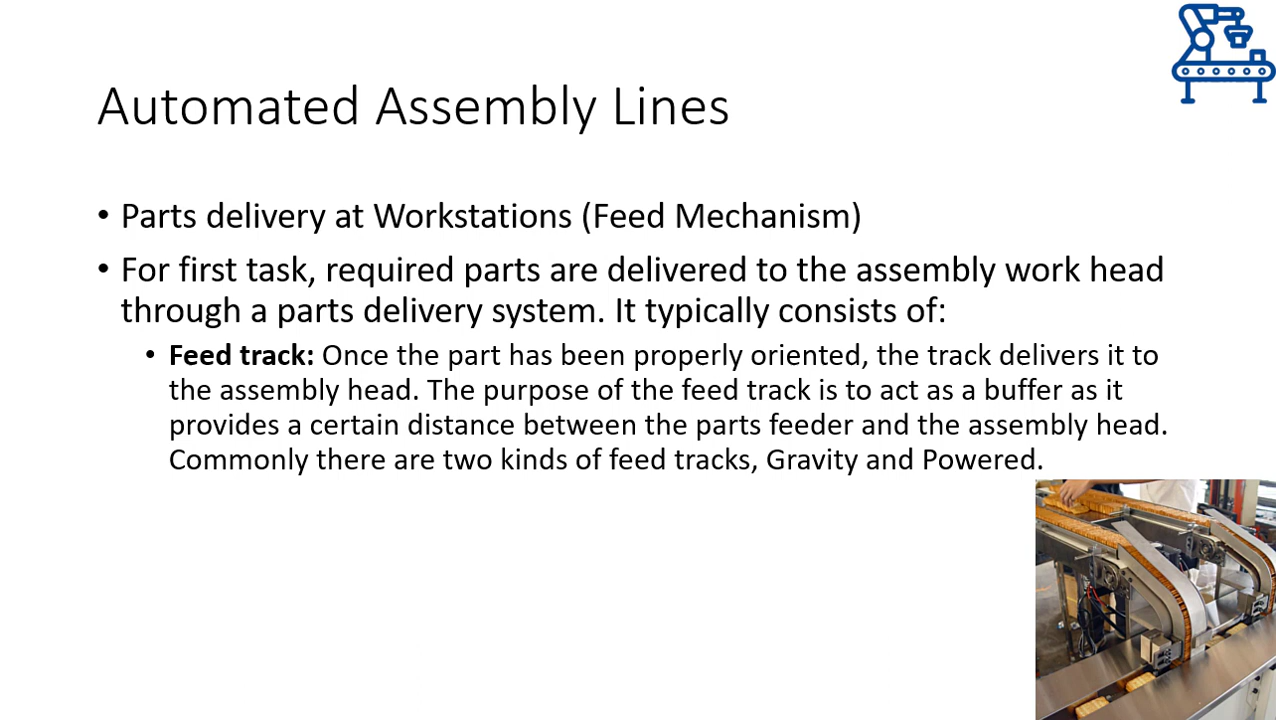 Automated Assembly Lines
• Parts delivery at Workstations (Feed Mechanism)
• For first task, required parts are delivered to the assembly work head
through a parts delivery system. It typically consists of:
• Feed track: Once the part has been properly oriented, the track delivers it to
the assembly head. The purpose of the feed track is to act as a buffer as it
provides a certain distance between the parts feeder and the assembly head.
Commonly there are two kinds of feed tracks, Gravity and Powered.